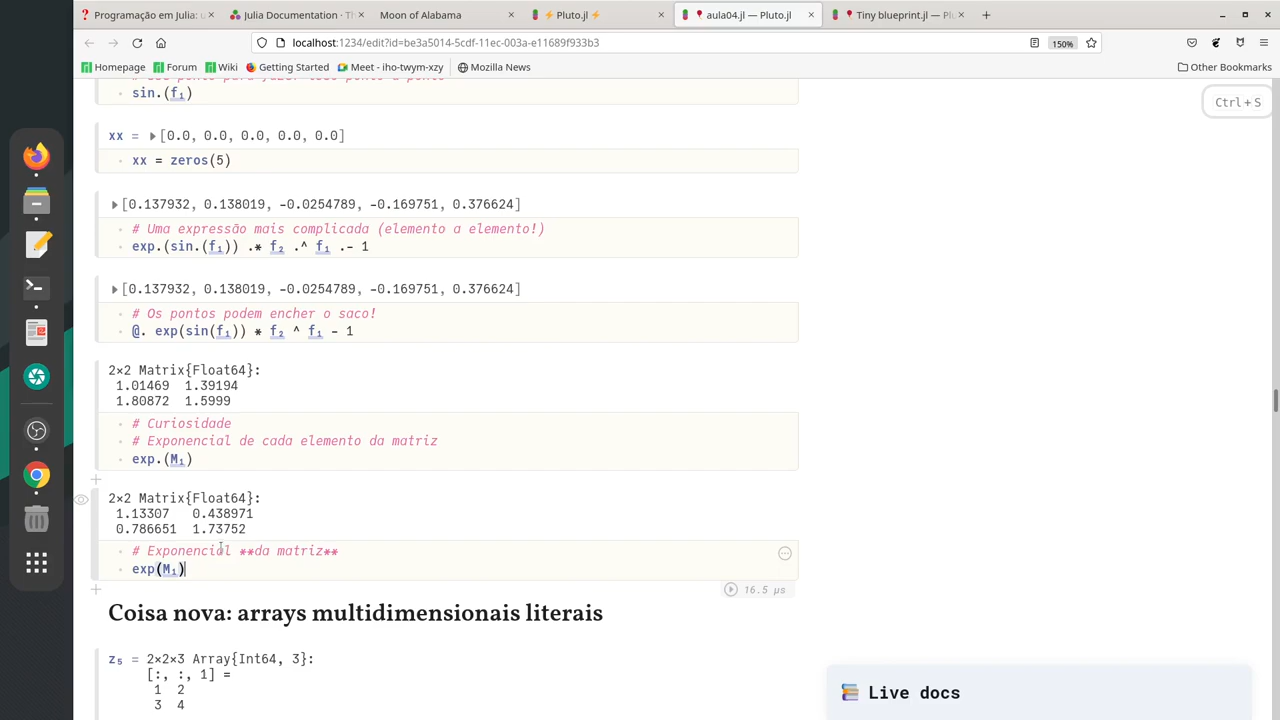 Programação em Julia: u
Julia Documentation · Th
Moon of Alabama
⚡ Pluto.jl ⚡
aula04.jl — Pluto.jl
Tiny blueprint.jl — Plu
localhost:1234/edit?id=be3a5014-5cdf-11ec-003a-e11689f933b3
150%
Homepage
Forum
Wiki
Getting Started
Meet - iho-twym-xzy
Mozilla News
Other Bookmarks
sin.(f₁)
Ctrl + S
xx = [0.0, 0.0, 0.0, 0.0, 0.0]
xx = zeros(5)
[0.137932, 0.138019, -0.0254789, -0.169751, 0.376624]
# Uma expressão mais complicada (elemento a elemento!)
exp.(sin.(f₁)) .* f₂ .^ f₁ .- 1
[0.137932, 0.138019, -0.0254789, -0.169751, 0.376624]
# Os pontos podem encher o saco!
@. exp(sin(f₁)) * f₂ ^ f₁ - 1
2×2 Matrix{Float64}:
1.01469 1.39194
1.80872 1.5999
# Curiosidade
# Exponencial de cada elemento da matriz
exp.(M₁)
2×2 Matrix{Float64}:
1.13307 0.438971
0.786651 1.73752
# Exponencial **da matriz**
exp(M₁)
16.5 μs
Coisa nova: arrays multidimensionais literais
z₅ = 2×2×3 Array{Int64, 3}:
[:, :, 1] =
1 2
3 4
Live docs